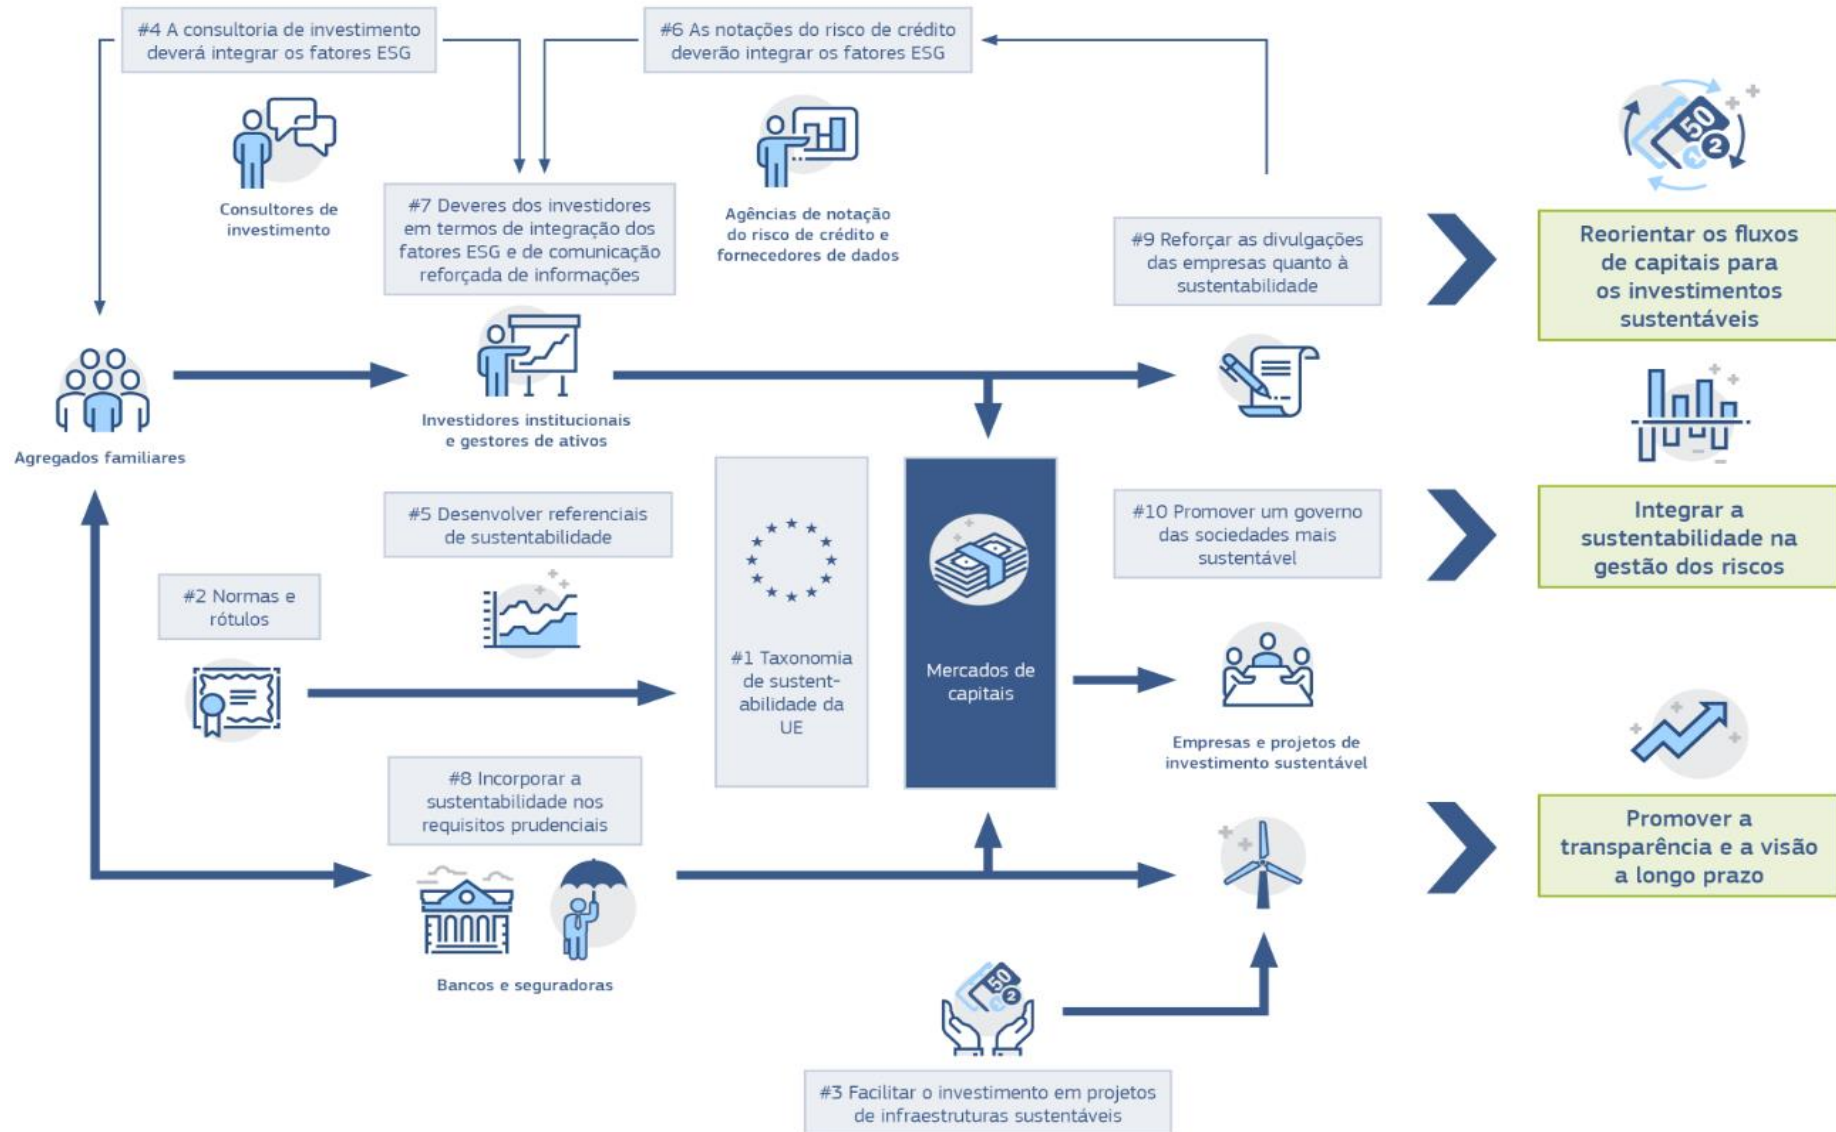 #4 A consultoria de investimento
deverá integrar os fatores ESG
#6 As notações do risco de crédito
deverão integrar os fatores ESG
Consultores de
investimento
#7 Deveres dos investidores
em termos de integração dos
fatores ESG e de comunicação
reforçada de informações
Agências de notação
do risco de crédito e
fornecedores de dados
#9 Reforçar as divulgações
das empresas quanto à
sustentabilidade
50
2
Reorientar os fluxos
de capitais para
os investimentos
sustentáveis
Agregados familiares
Investidores institucionais
e gestores de ativos
#5 Desenvolver referenciais
de sustentabilidade
#2 Normas e
rótulos
#1 Taxonomia
de sustent-
abilidade da
UE
Mercados de
capitais
#10 Promover um governo
das sociedades mais
sustentável
Integrar a
sustentabilidade na
gestão dos riscos
Empresas e projetos de
investimento sustentável
#8 Incorporar a
sustentabilidade nos
requisitos prudenciais
Promover a
transparência e a visão
a longo prazo
Bancos e seguradoras
50
2
#3 Facilitar o investimento em projetos
de infraestruturas sustentáveis